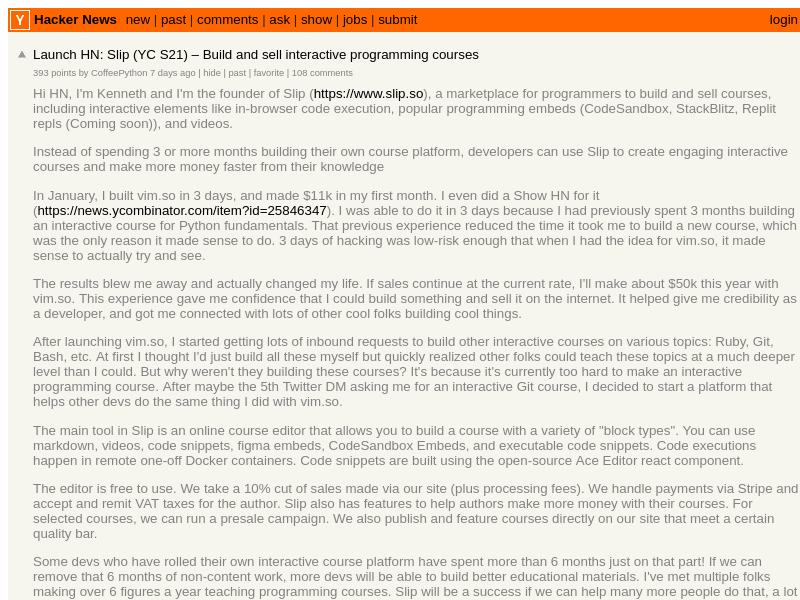 Y Hacker News new | past | comments | ask | show | jobs | submit login
Launch HN: Slip (YC S21) – Build and sell interactive programming courses
393 points by CoffeePython 7 days ago | hide | past | favorite | 108 comments
Hi HN, I'm Kenneth and I'm the founder of Slip (https://www.slip.so), a marketplace for programmers to build and sell courses,
including interactive elements like in-browser code execution, popular programming embeds (CodeSandbox, StackBlitz, Replit
repls (Coming soon)), and videos.
Instead of spending 3 or more months building their own course platform, developers can use Slip to create engaging interactive
courses and make more money faster from their knowledge
In January, I built vim.so in 3 days, and made $11k in my first month. I even did a Show HN for it
(https://news.ycombinator.com/item?id=25846347). I was able to do it in 3 days because I had previously spent 3 months building
an interactive course for Python fundamentals. That previous experience reduced the time it took me to build a new course, which
was the only reason it made sense to do. 3 days of hacking was low-risk enough that when I had the idea for vim.so, it made
sense to actually try and see.
The results blew me away and actually changed my life. If sales continue at the current rate, I'll make about $50k this year with
vim.so. This experience gave me confidence that I could build something and sell it on the internet. It helped give me credibility as
a developer, and got me connected with lots of other cool folks building cool things.
After launching vim.so, I started getting lots of inbound requests to build other interactive courses on various topics: Ruby, Git,
Bash, etc. At first I thought I'd just build all these myself but quickly realized other folks could teach these topics at a much deeper
level than I could. But why weren't they building these courses? It's because it's currently too hard to make an interactive
programming course. After maybe the 5th Twitter DM asking me for an interactive Git course, I decided to start a platform that
helps other devs do the same thing I did with vim.so.
The main tool in Slip is an online course editor that allows you to build a course with a variety of "block types". You can use
markdown, videos, code snippets, figma embeds, CodeSandbox Embeds, and executable code snippets. Code executions
happen in remote one-off Docker containers. Code snippets are built using the open-source Ace Editor react component.
The editor is free to use. We take a 10% cut of sales made via our site (plus processing fees). We handle payments via Stripe and
accept and remit VAT taxes for the author. Slip also has features to help authors make more money with their courses. For
selected courses, we can run a presale campaign. We also publish and feature courses directly on our site that meet a certain
quality bar.
Some devs who have rolled their own interactive course platform have spent more than 6 months just on that part! If we can
remove that 6 months of non-content work, more devs will be able to build better educational materials. I've met multiple folks
making over 6 figures a year teaching programming courses. Slip will be a success if we can help many more people do that, a lot